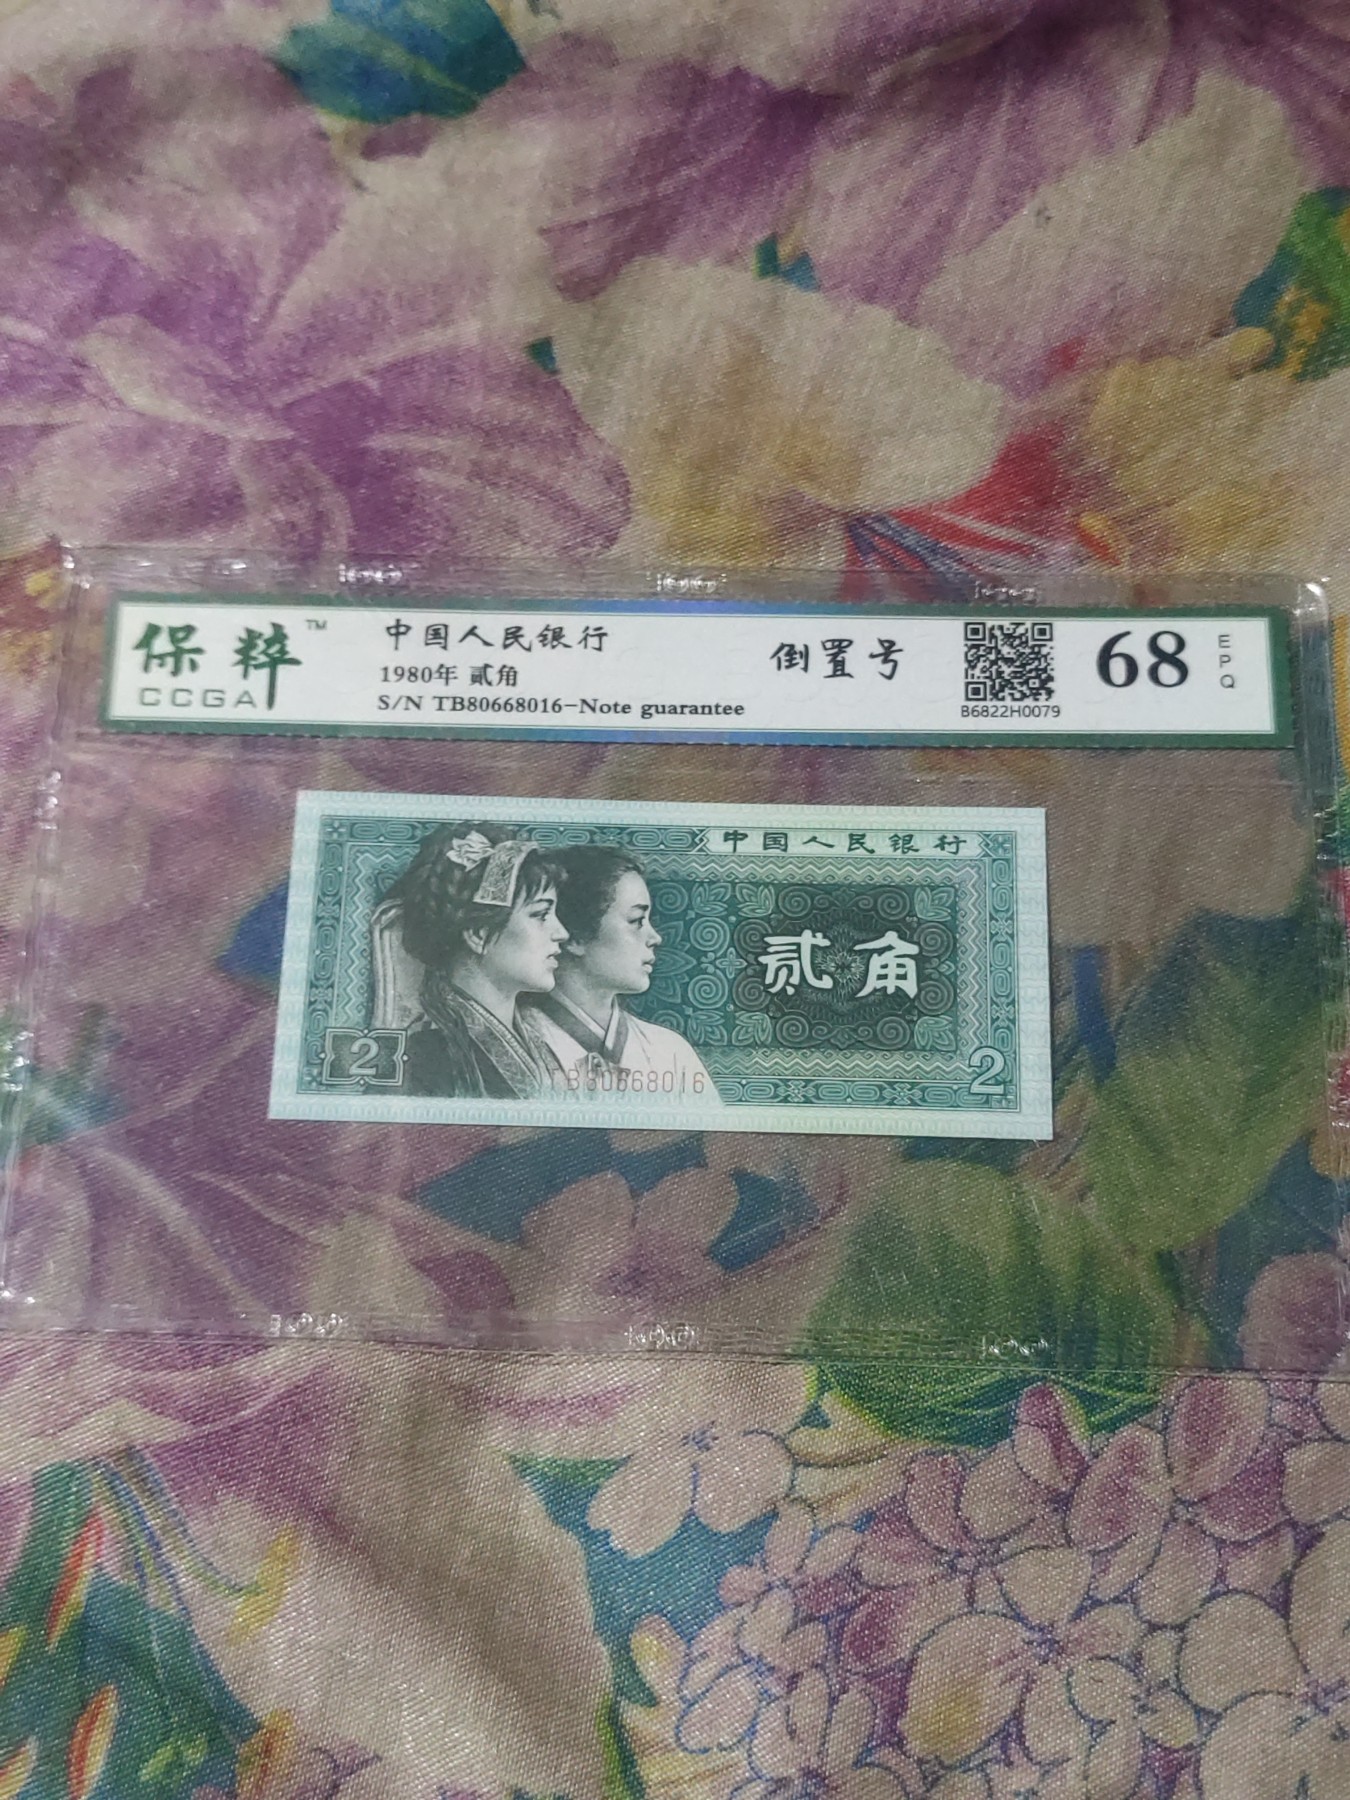 保粹™
CCGA
中国人民银行
1980年 贰角
S/N TB80668016-Note guarantee
倒置号
B6822H0079
68
EPQ
中国人民银行
贰角
2
2
TB80668016